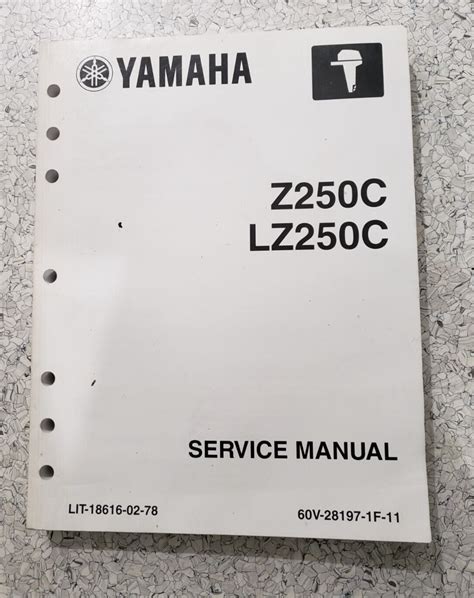 YAMAHA
Z250C
LZ250C
SERVICE MANUAL
LIT-18616-02-78
60V-28197-1F-11